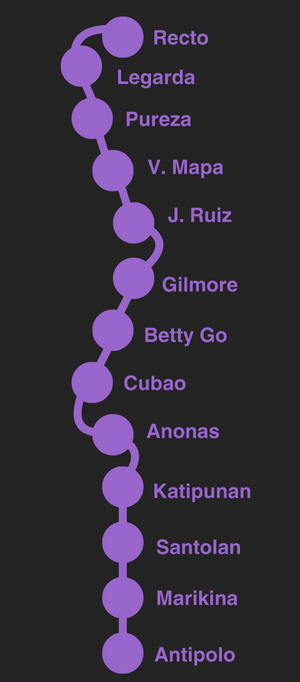 Recto
Legarda
Pureza
V. Mapa
J. Ruiz
Gilmore
Betty Go
Cubao
Anonas
Katipunan
Santolan
Marikina
Antipolo